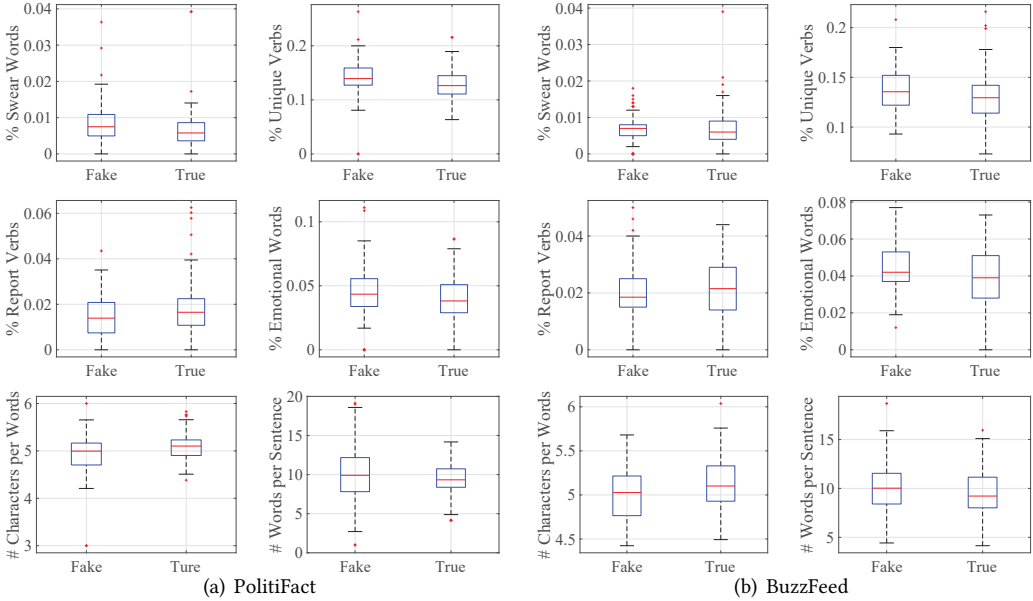 % Swear Words
0.04
0.03
0.02
0.01
0
Fake True
% Unique Verbs
0.2
0.1
0
Fake True
% Swear Words
0.04
0.03
0.02
0.01
0
Fake True
% Unique Verbs
0.2
0.15
0.1
Fake True
% Report Verbs
0.06
0.04
0.02
0
Fake True
% Emotional Words
0.1
0.05
0
Fake True
% Report Verbs
0.04
0.02
0
Fake True
% Emotional Words
0.08
0.06
0.04
0.02
0
Fake True
# Characters per Words
6
5
4
3
Fake Ture
# Words per Sentence
20
15
10
5
0
Fake True
# Characters per Words
6
5.5
5
4.5
Fake True
# Words per Sentence
15
10
5
Fake True
(a) PolitiFact
(b) BuzzFeed